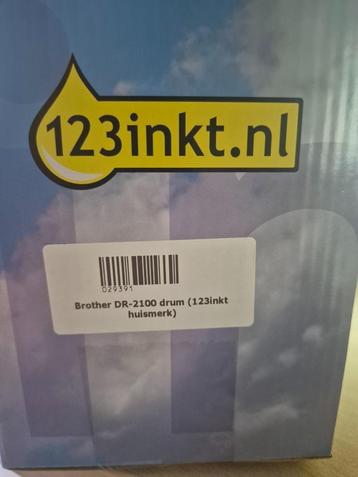 123inkt.nl
029391
Brother DR-2100 drum (123inkt
huismerk)